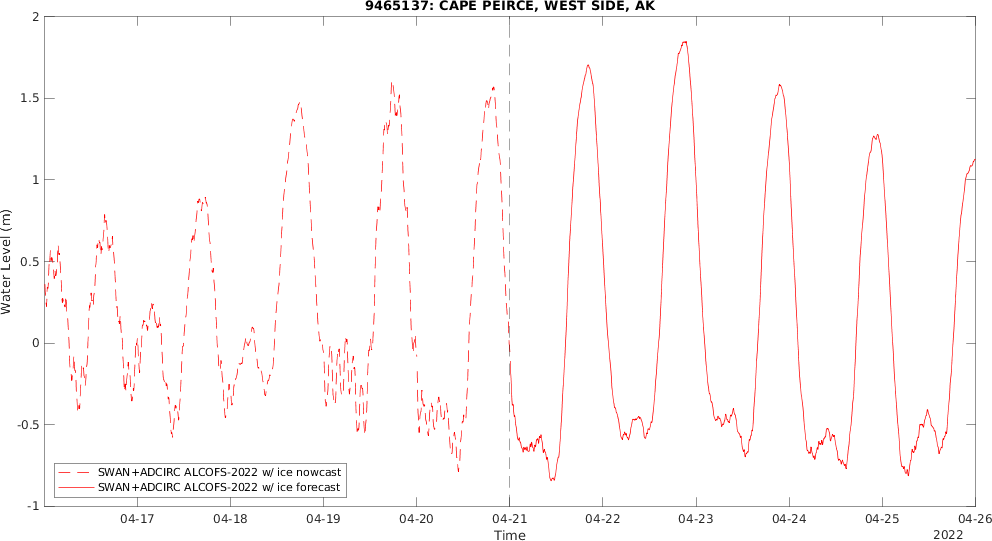 9465137: CAPE PEIRCE, WEST SIDE, AK
2
1.5
1
0.5
0
-0.5
-1
Water Level (m)
SWAN+ADCIRC ALCOFS-2022 w/ ice nowcast
SWAN+ADCIRC ALCOFS-2022 w/ ice forecast
04-17 04-18 04-19 04-20 04-21 04-22 04-23 04-24 04-25 04-26
Time
2022